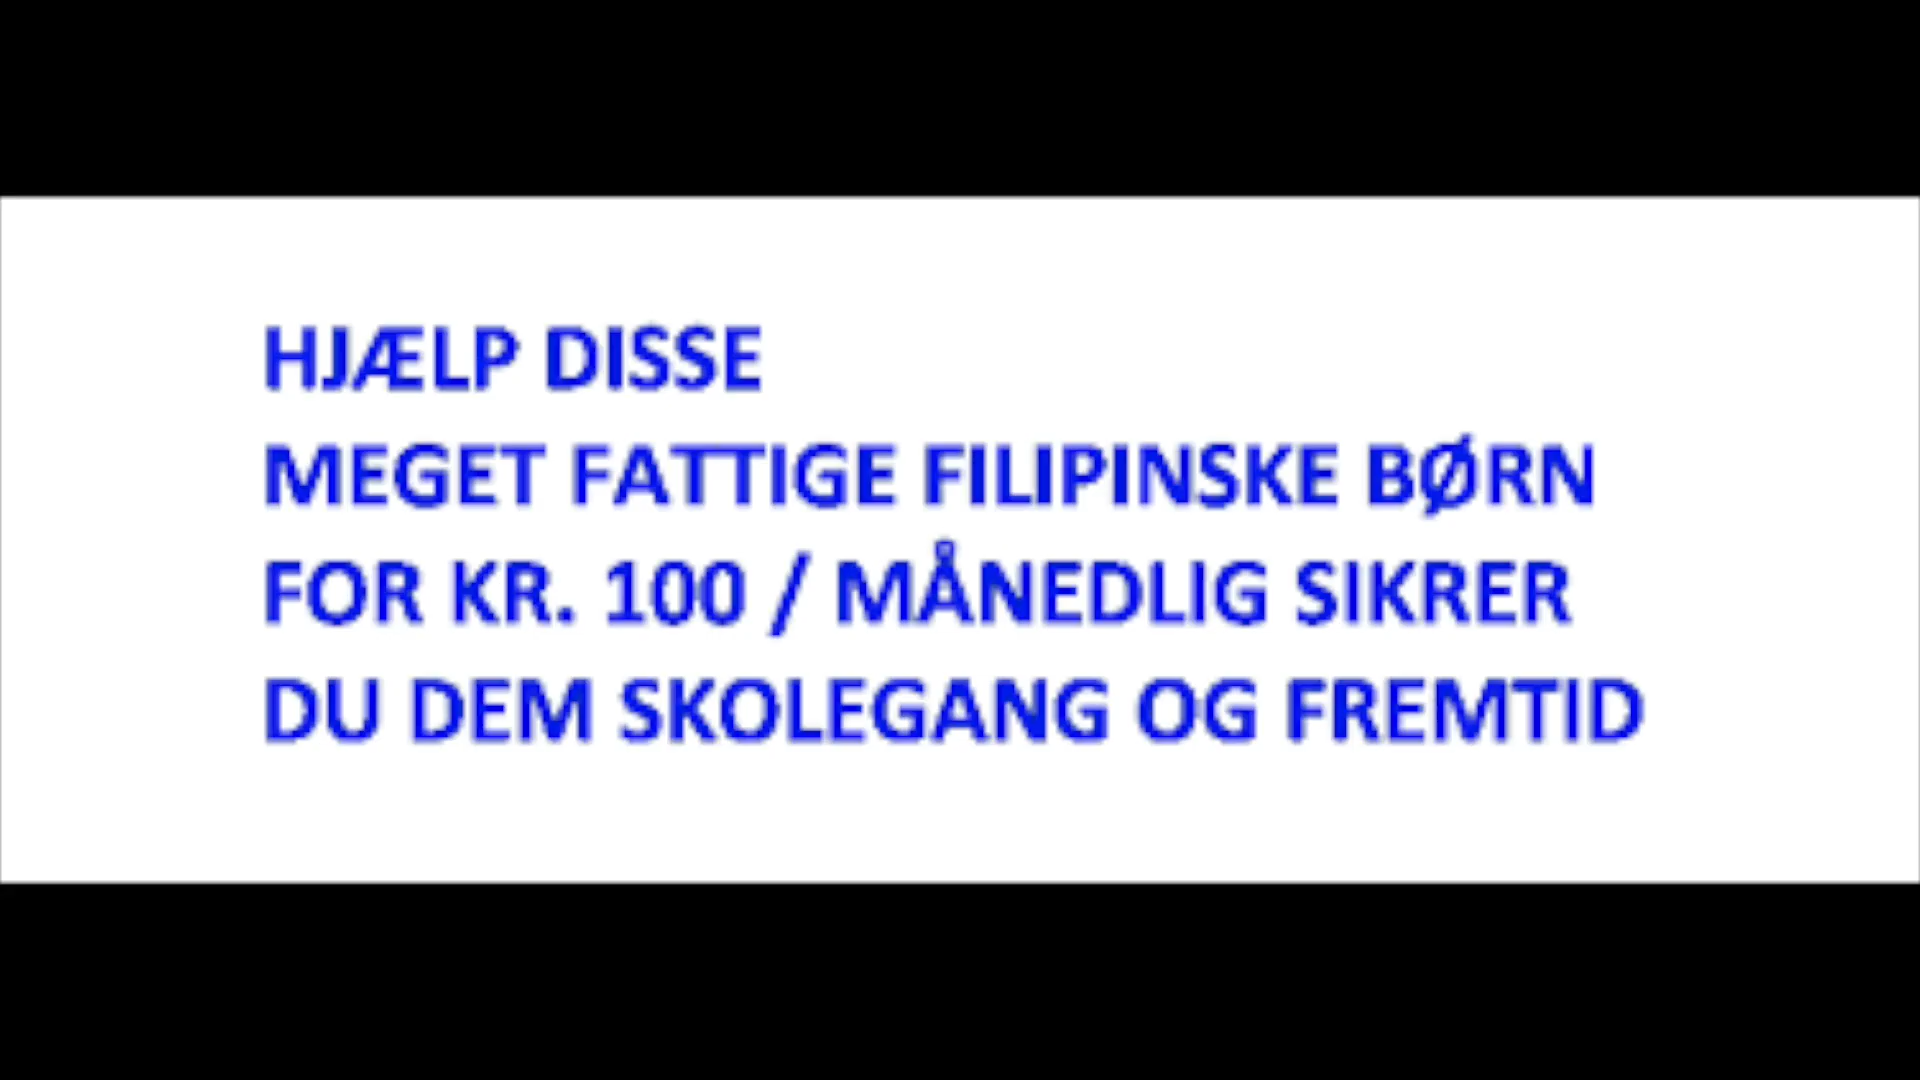 HJÆLP DISSE
MEGET FATTIGE FILIPINSKE BØRN
FOR KR. 100 / MÅNEDLIG SIKRER
DU DEM SKOLEGANG OG FREMTID